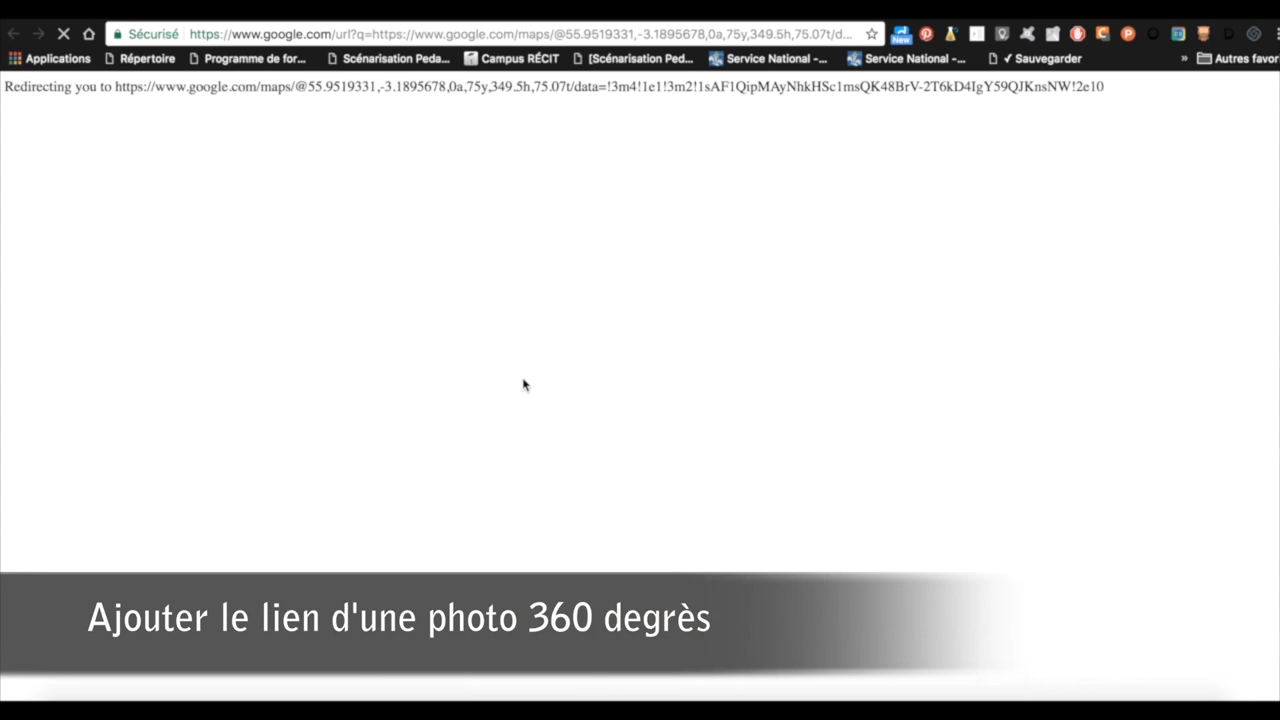 Sécurisé https://www.google.com/url?q=https://www.google.com/maps/@55.9519331,-3.1895678,0a,75y,349.5h,75.07t/d... New
Applications Répertoire Programme de for... Scénarisation Peda... Campus RÉCIT [Scénarisation Ped... Service National -... Service National -... ✓ Sauvegarder » Autres favor
Redirecting you to https://www.google.com/maps/@55.9519331,-3.1895678,0a,75y,349.5h,75.07t/data=!3m4!1e1!3m2!1sAF1QipMAyNhkHSc1msQK48BrV-2T6kD4IgY59QJKnsNW!2e10
Ajouter le lien d'une photo 360 degrès